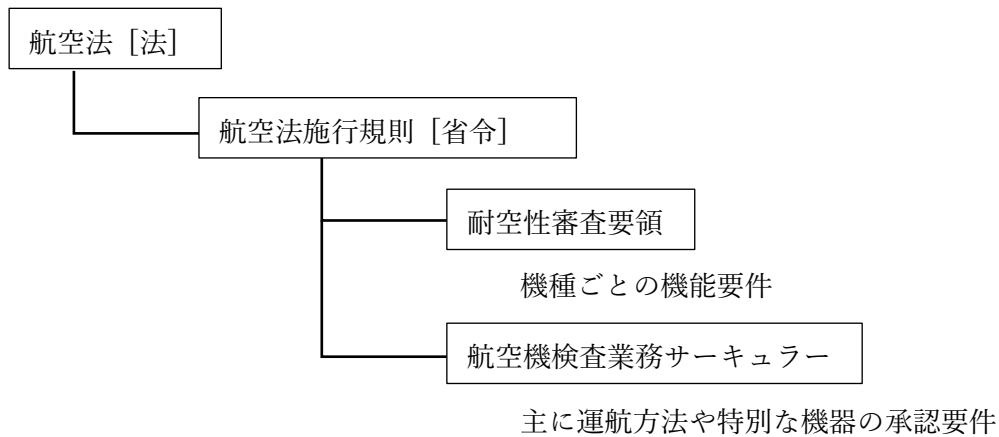 航空法［法］
航空法施行規則［省令］
耐空性審査要領
機種ごとの機能要件
航空機検査業務サーキュラー
主に運航方法や特別な機器の承認要件